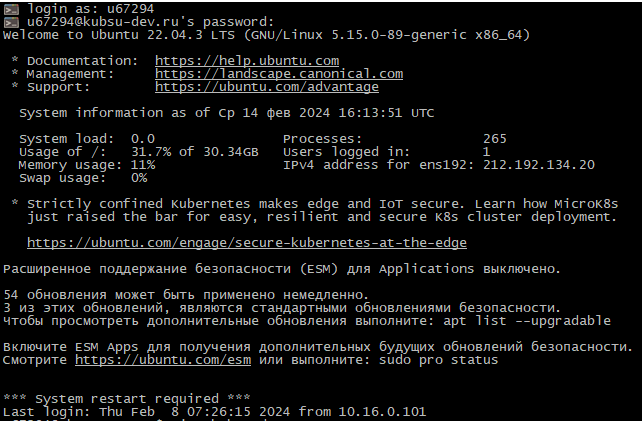 login as: u67294
u67294@kubsu-dev.ru's password:
Welcome to Ubuntu 22.04.3 LTS (GNU/Linux 5.15.0-89-generic x86_64)
* Documentation: https://help.ubuntu.com
* Management: https://landscape.canonical.com
* Support: https://ubuntu.com/advantage
System information as of Ср 14 фев 2024 16:13:51 UTC
System load: 0.0 Processes: 265
Usage of /: 31.7% of 30.34GB Users logged in: 1
Memory usage: 11% IPv4 address for ens192: 212.192.134.20
Swap usage: 0%
* Strictly confined Kubernetes makes edge and IoT secure. Learn how MicroK8s
just raised the bar for easy, resilient and secure K8s cluster deployment.
https://ubuntu.com/engage/secure-kubernetes-at-the-edge
Расширенное поддержание безопасности (ESM) для Applications выключено.
54 обновления может быть применено немедленно.
3 из этих обновлений, являются стандартными обновлениями безопасности.
Чтобы просмотреть дополнительные обновления выполните: apt list --upgradable
Включите ESM Apps для получения дополнительных будущих обновлений безопасности.
Смотрите https://ubuntu.com/esm или выполните: sudo pro status
*** System restart required ***
Last login: Thu Feb 8 07:26:15 2024 from 10.16.0.101